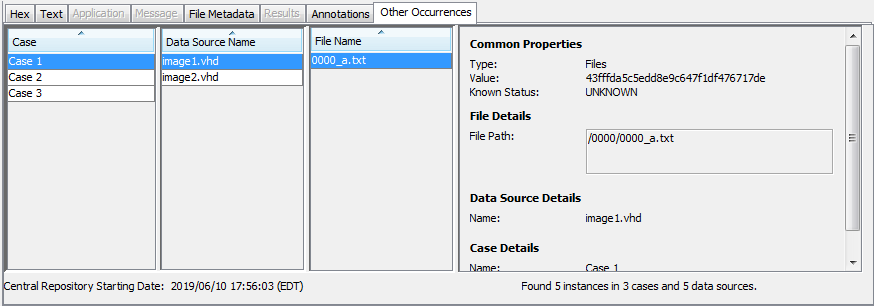 Hex Text Application Message File Metadata Results Annotations Other Occurrences
Case Data Source Name File Name
Case 1 image1.vhd 0000_a.txt
Case 2 image2.vhd
Case 3
Common Properties
Type: Files
Value: 43fffda5c5edd8e9c647f1df476717de
Known Status: UNKNOWN
File Details
File Path: /0000/0000_a.txt
Data Source Details
Name: image1.vhd
Case Details
Name: Case 1
Central Repository Starting Date: 2019/06/10 17:56:03 (EDT) Found 5 instances in 3 cases and 5 data sources.